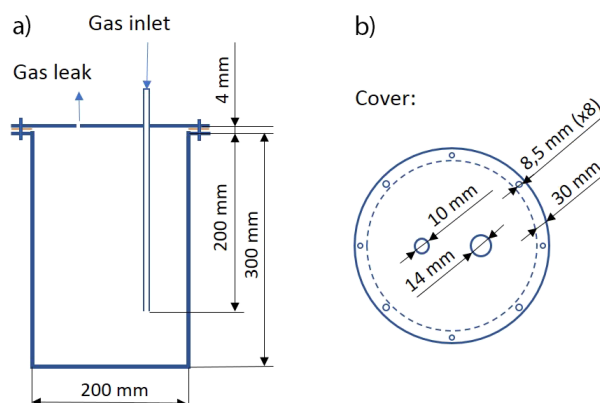 a)
Gas inlet
Gas leak
4 mm
200 mm
300 mm
200 mm
b)
Cover:
8,5 mm (x8)
10 mm
30 mm
14 mm